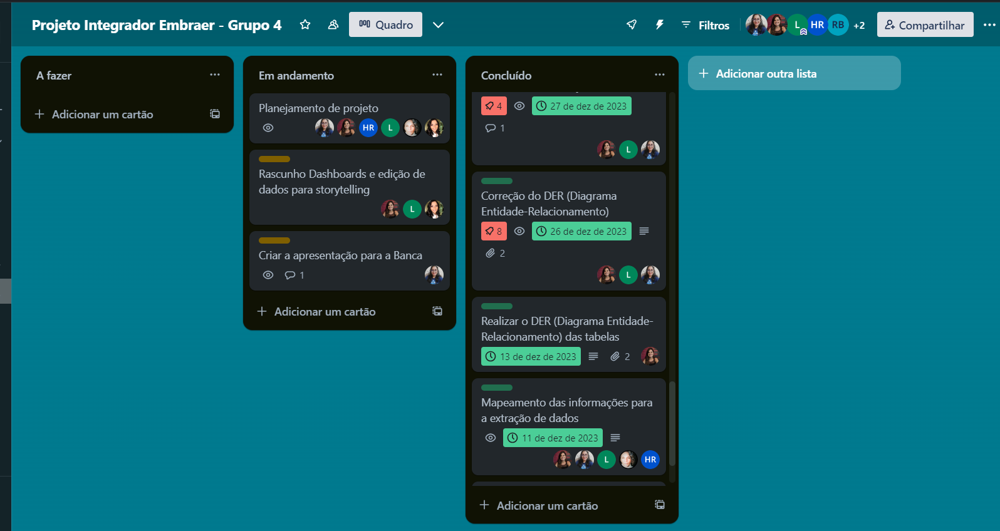 Projeto Integrador Embraer - Grupo 4
Quadro
Filtros
L
HR
RB
+2
Compartilhar
A fazer
Adicionar um cartão
Em andamento
Planejamento de projeto
HR
L
Rascunho Dashboards e edição de
dados para storytelling
L
Criar a apresentação para a Banca
1
Adicionar um cartão
Concluído
4
27 de dez de 2023
1
L
Correção do DER (Diagrama
Entidade-Relacionamento)
8
26 de dez de 2023
2
L
Realizar o DER (Diagrama Entidade-
Relacionamento) das tabelas
13 de dez de 2023
2
Mapeamento das informações para
a extração de dados
11 de dez de 2023
L
HR
Adicionar um cartão
Adicionar outra lista